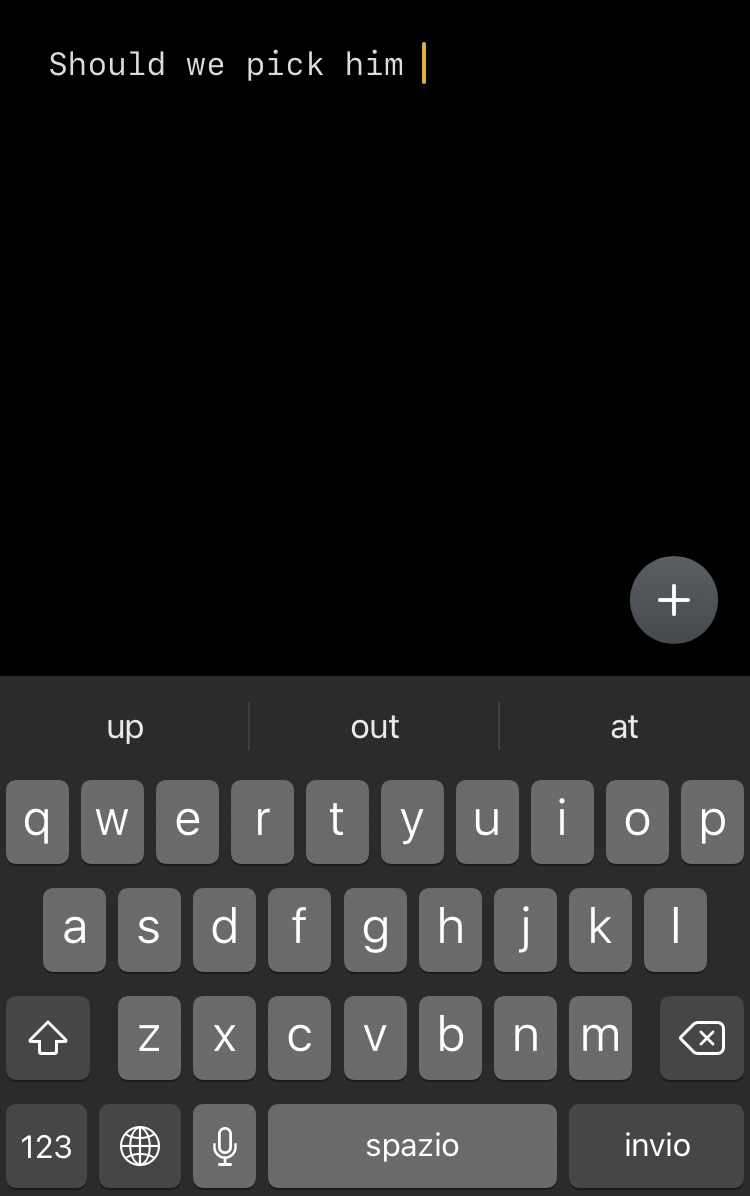 Should we pick him
up out at
q w e r t y u i o p
a s d f g h j k l
z x c v b n m
123 spazio invio